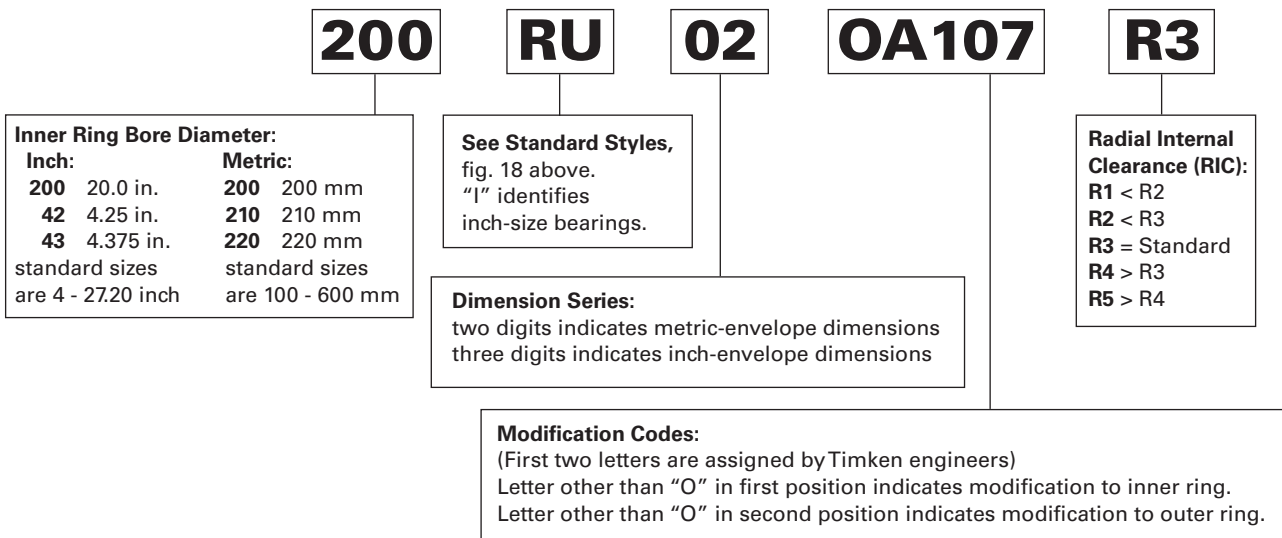 200 RU 02 OA107 R3
Inner Ring Bore Diameter:
Inch: Metric:
200 20.0 in. 200 200 mm
42 4.25 in. 210 210 mm
43 4.375 in. 220 220 mm
standard sizes standard sizes
are 4 - 27.20 inch are 100 - 600 mm
See Standard Styles,
fig. 18 above.
"I" identifies
inch-size bearings.
Radial Internal
Clearance (RIC):
R1 < R2
R2 < R3
R3 = Standard
R4 > R3
R5 > R4
Dimension Series:
two digits indicates metric-envelope dimensions
three digits indicates inch-envelope dimensions
Modification Codes:
(First two letters are assigned by Timken engineers)
Letter other than "O" in first position indicates modification to inner ring.
Letter other than "O" in second position indicates modification to outer ring.